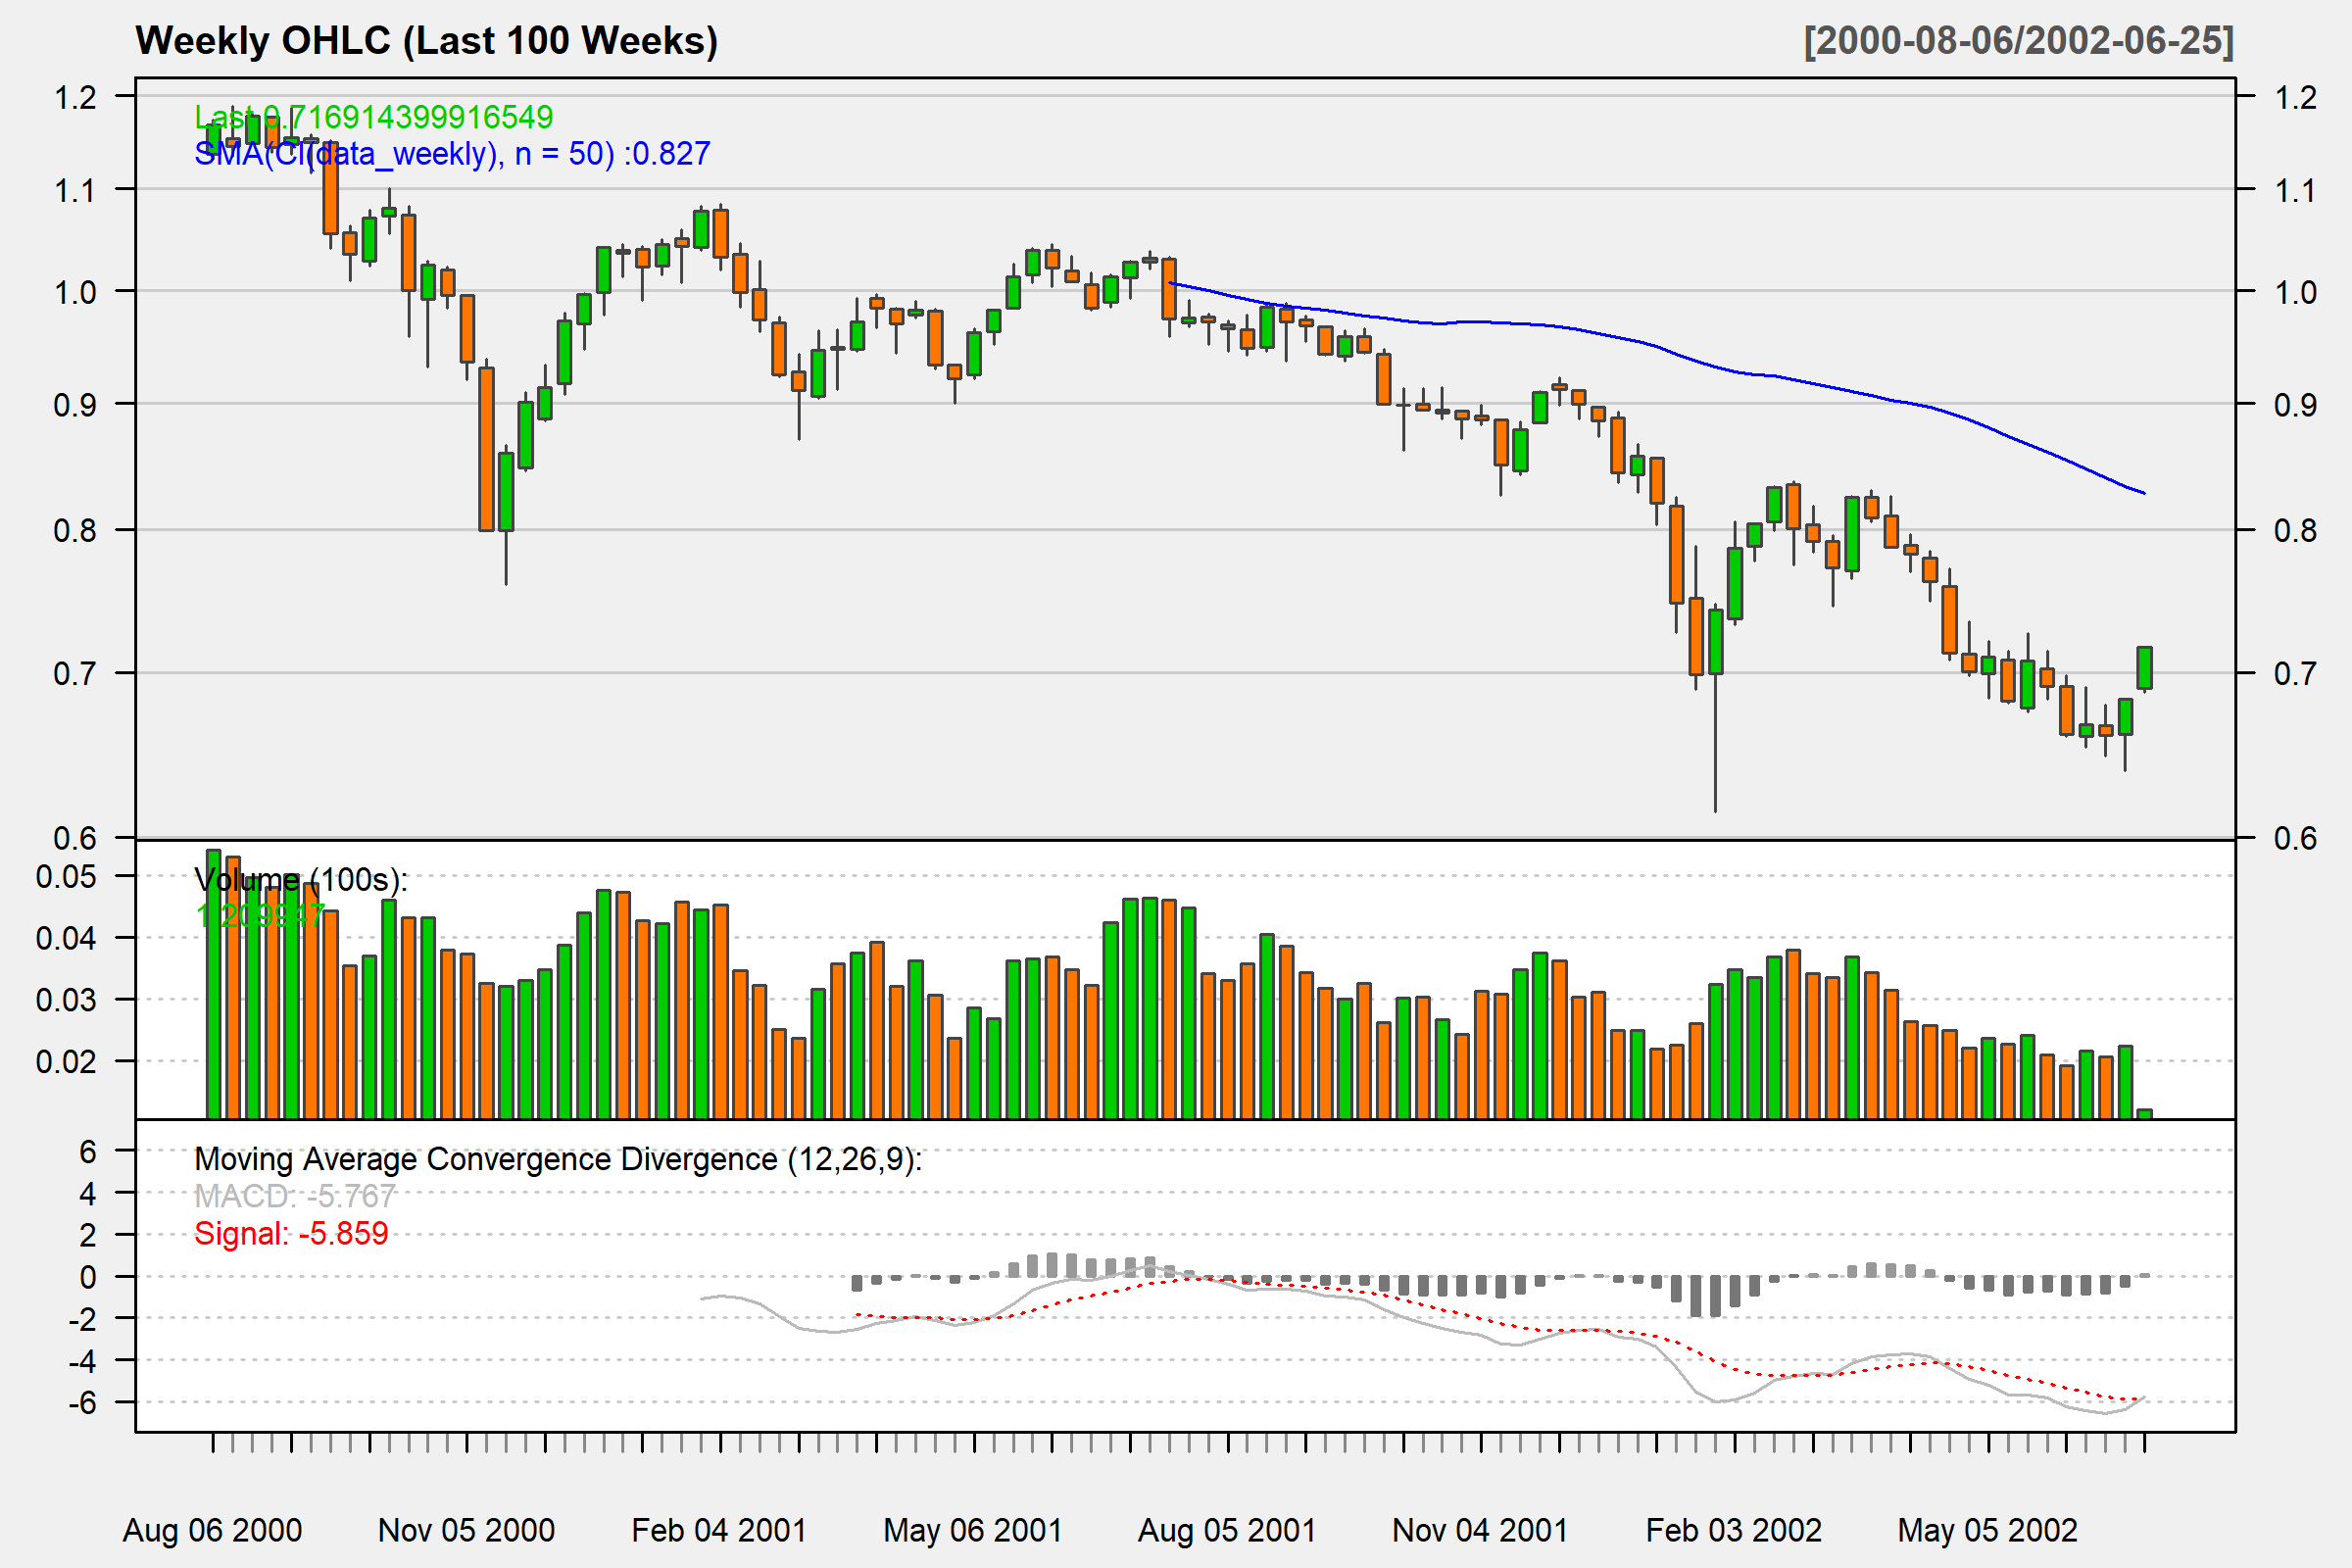 Weekly OHLC (Last 100 Weeks)
[2000-08-06/2002-06-25]
Last 0.716914399916549
SMA(Cl(data_weekly), n = 50) :0.827
1.2 1.2
1.1 1.1
1.0 1.0
0.9 0.9
0.8 0.8
0.7 0.7
0.6 0.6
Volume (100s):
1.209947
0.05
0.04
0.03
0.02
Moving Average Convergence Divergence (12,26,9):
MACD: -5.767
Signal: -5.859
6
4
2
0
-2
-4
-6
Aug 06 2000 Nov 05 2000 Feb 04 2001 May 06 2001 Aug 05 2001 Nov 04 2001 Feb 03 2002 May 05 2002